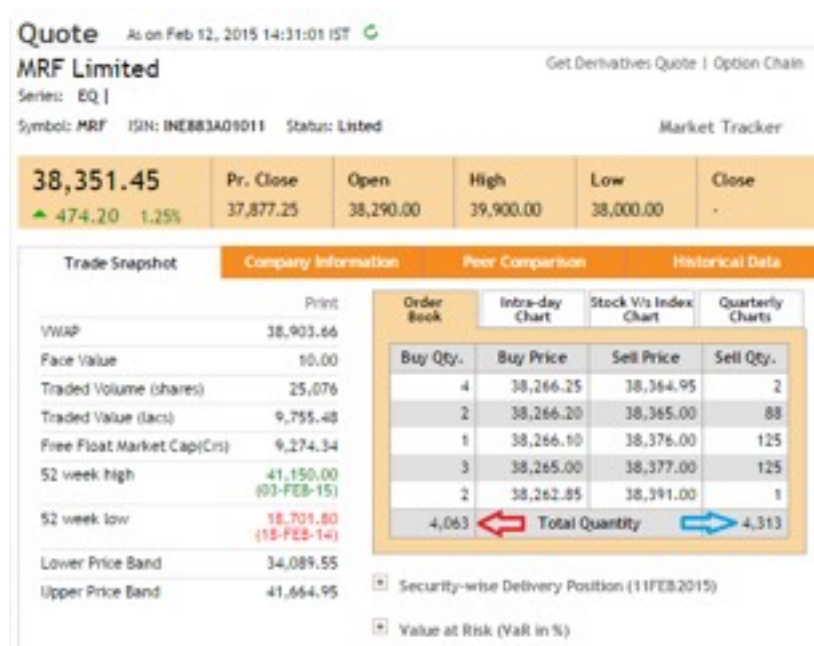 Quote As on Feb 12, 2015 14:31:01 IST
MRF Limited
Get Derivatives Quote | Option Chain
Series: EQ |
Symbol: MRF ISIN: INE883A01011 Status: Listed
Market Tracker
38,351.45 Pr. Close Open High Low Close
474.20 1.25% 37,877.25 38,290.00 39,900.00 38,000.00 -
Trade Snapshot Company Information Peer Comparison Historical Data
Print
VWAP 38,903.66
Face Value 10.00
Traded Volume (shares) 25,076
Traded Value (lacs) 9,755.48
Free Float Market Cap(Crs) 9,274.34
52 week high 41,150.00
(03-FEB-15)
52 week low 18,701.80
(18-FEB-14)
Lower Price Band 34,089.55
Upper Price Band 41,664.95
Order Book Intra-day Chart Stock V/s Index Chart Quarterly Charts
Buy Qty. Buy Price Sell Price Sell Qty.
4 38,266.25 38,364.95 2
2 38,266.20 38,365.00 88
1 38,266.10 38,376.00 125
3 38,265.00 38,377.00 125
2 38,262.85 38,391.00 1
4,063 Total Quantity 4,313
Security-wise Delivery Position (11FEB2015)
Value at Risk (VaR in %)